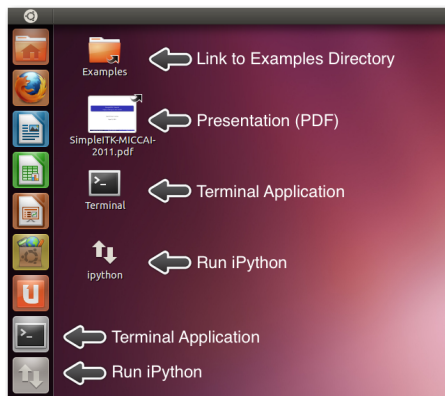 Examples
Link to Examples Directory
SimpleITK-MICCAI-
2011.pdf
Presentation (PDF)
>_
Terminal
Terminal Application
ipython
Run iPython
U
>_
Terminal Application
Run iPython